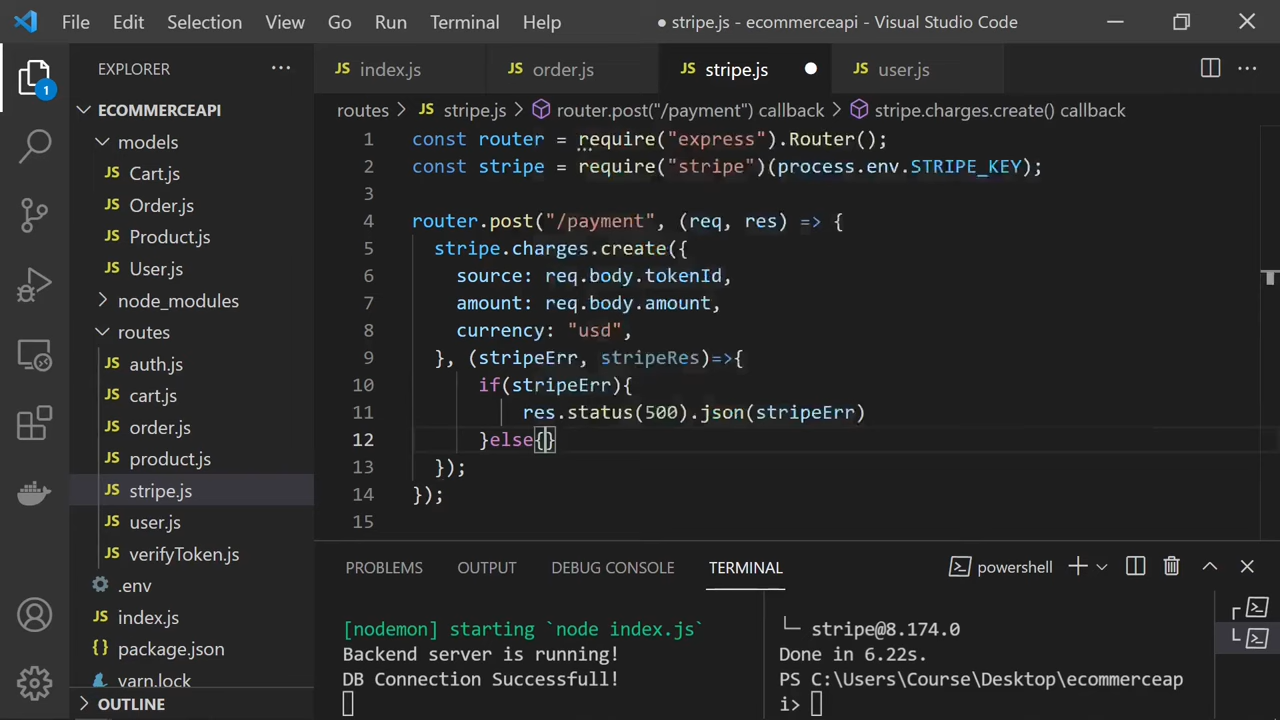 File Edit Selection View Go Run Terminal Help ● stripe.js - ecommerceapi - Visual Studio Code
EXPLORER ...
index.js order.js stripe.js ● user.js
routes > stripe.js > router.post("/payment") callback > stripe.charges.create() callback
1
ECOMMERCEAPI
models
Cart.js
Order.js
Product.js
User.js
node_modules
routes
auth.js
cart.js
order.js
product.js
stripe.js
user.js
verifyToken.js
.env
index.js
package.json
yarn.lock
OUTLINE
1 const router = require("express").Router();
2 const stripe = require("stripe")(process.env.STRIPE_KEY);
3
4 router.post("/payment", (req, res) => {
5 stripe.charges.create({
6 source: req.body.tokenId,
7 amount: req.body.amount,
8 currency: "usd",
9 }, (stripeErr, stripeRes)=>{
10 if(stripeErr){
11 res.status(500).json(stripeErr)
12 }else{}
13 });
14 });
15
PROBLEMS OUTPUT DEBUG CONSOLE TERMINAL powershell
[nodemon] starting `node index.js`
Backend server is running!
DB Connection Successfull!
└─ stripe@8.174.0
Done in 6.22s.
PS C:\Users\Course\Desktop\ecommerceap
i>